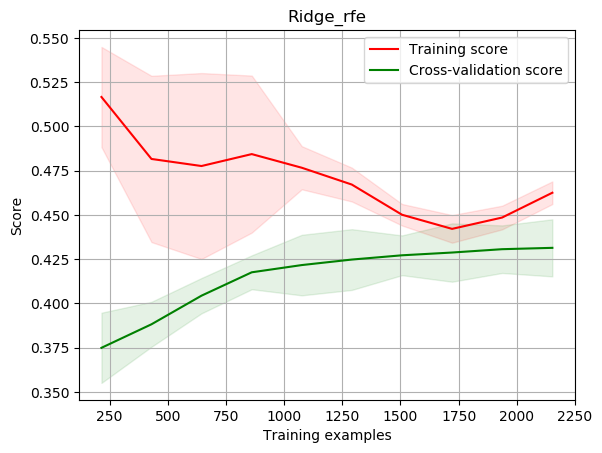 Ridge_rfe
Training score
Cross-validation score
0.550
0.525
0.500
0.475
0.450
0.425
0.400
0.375
0.350
Score
250 500 750 1000 1250 1500 1750 2000 2250
Training examples